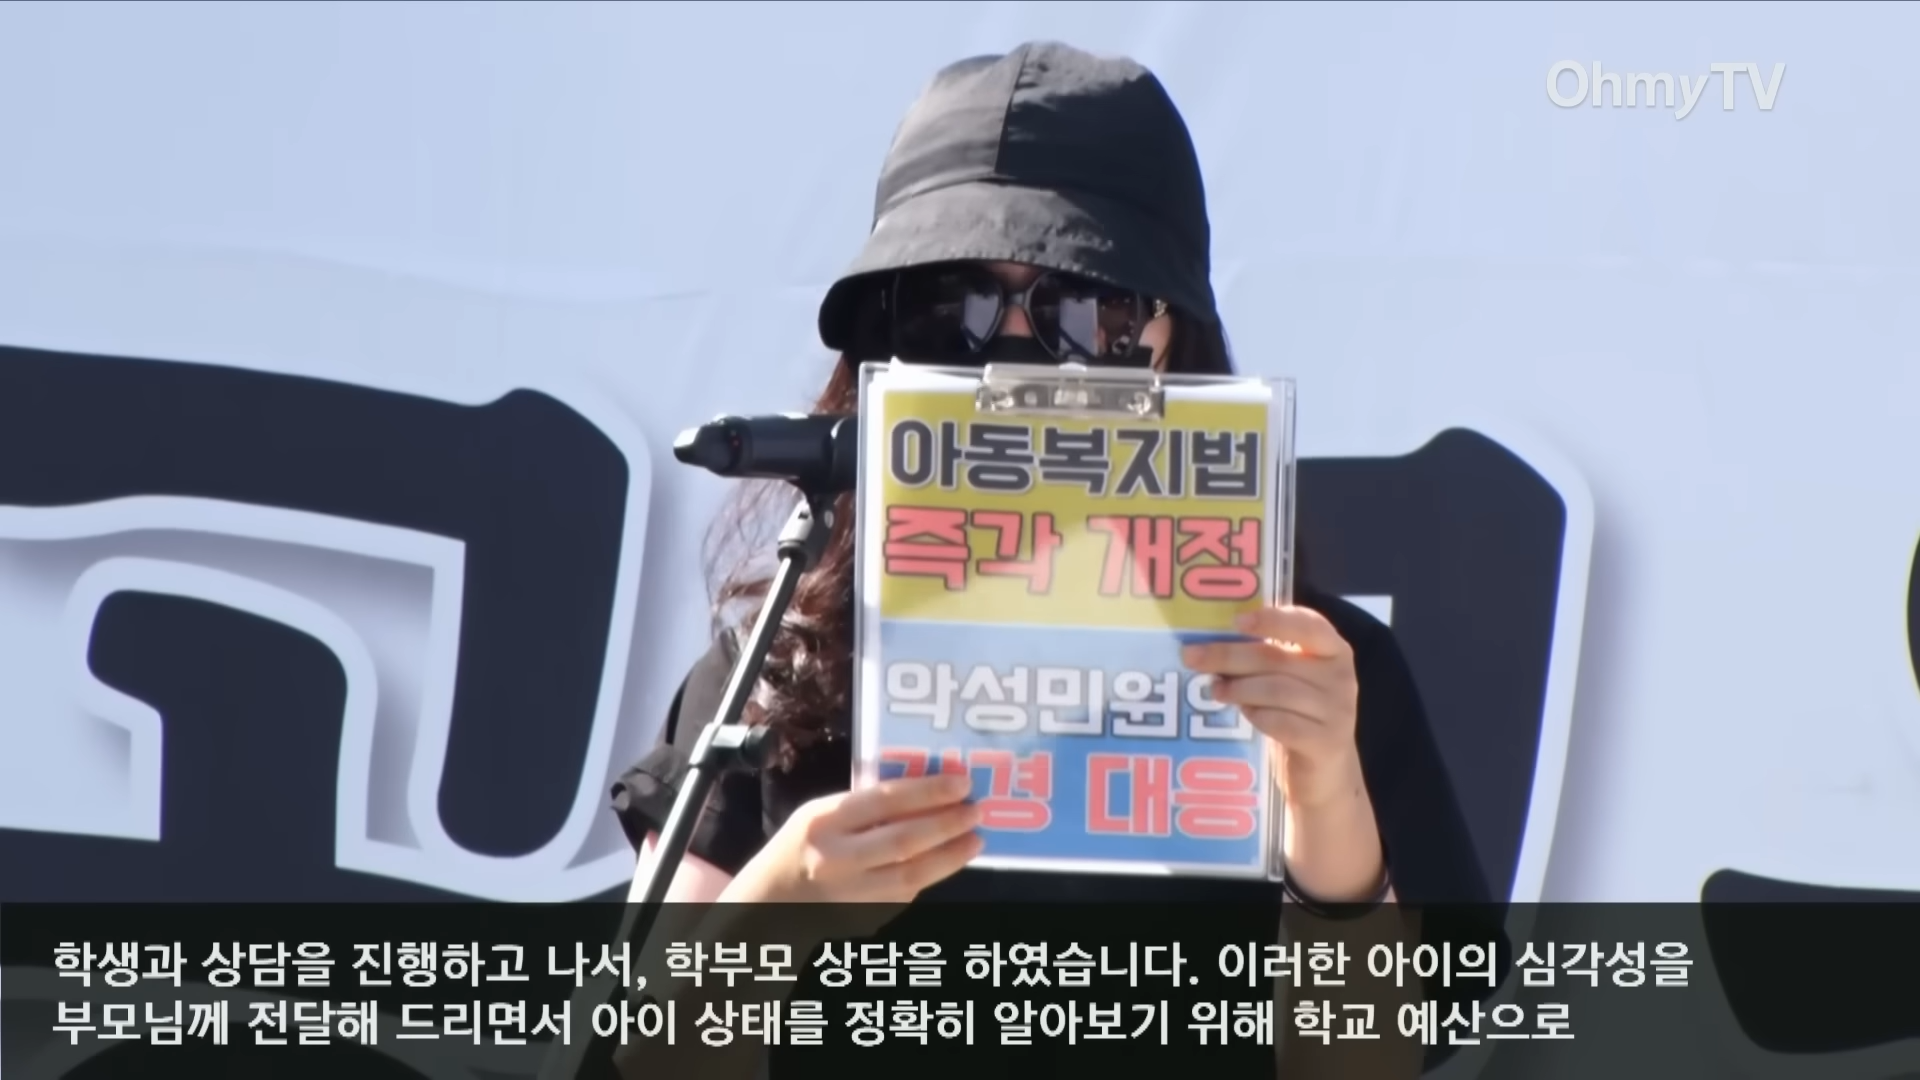 OhmyTV
아동복지법
즉각 개정
악성민원인
강경 대응
학생과 상담을 진행하고 나서, 학부모 상담을 하였습니다. 이러한 아이의 심각성을
부모님께 전달해 드리면서 아이 상태를 정확히 알아보기 위해 학교 예산으로